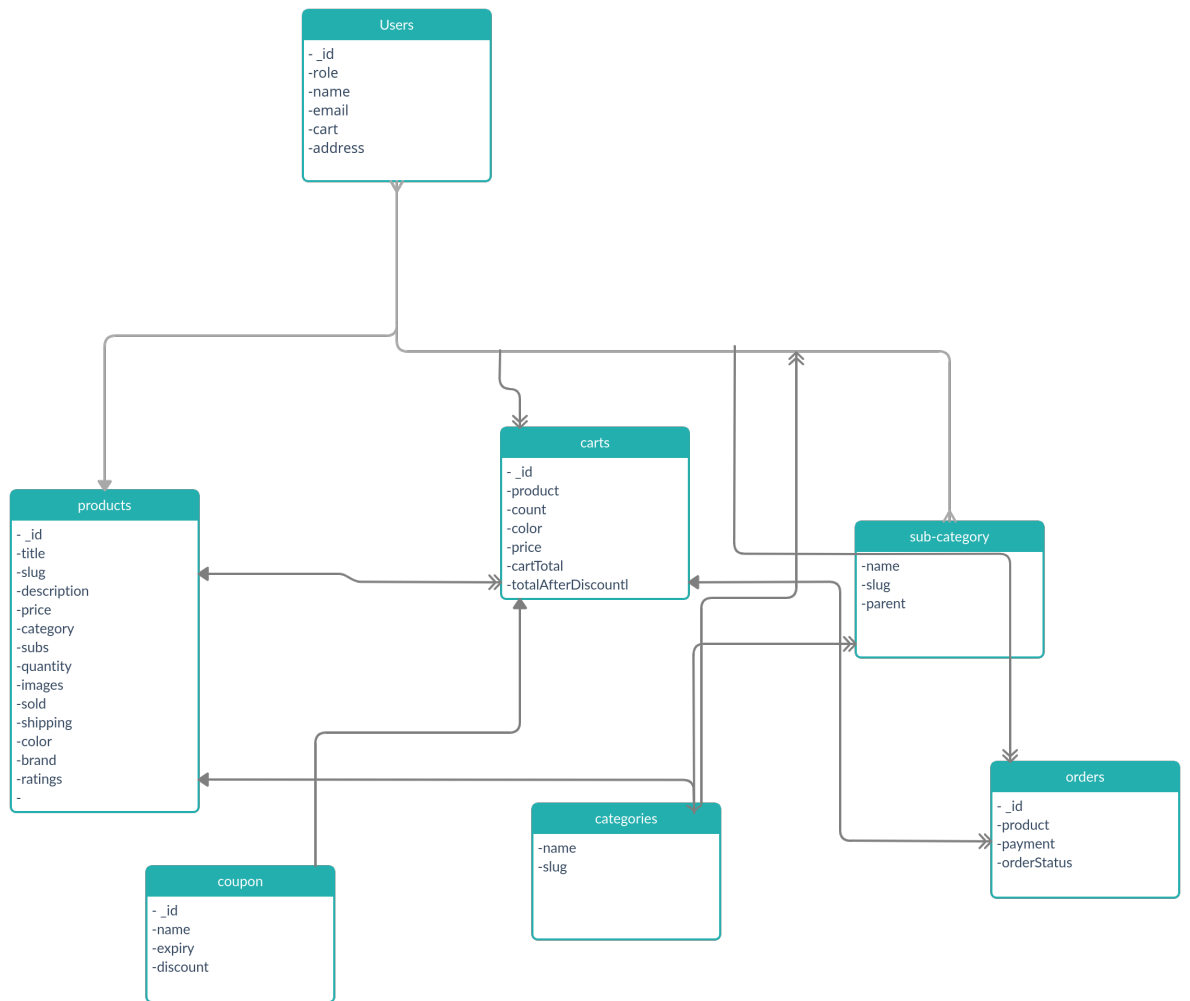 Users
- _id
-role
-name
-email
-cart
-address
carts
- _id
-product
-count
-color
-price
-cartTotal
-totalAfterDiscountl
products
- _id
-title
-slug
-description
-price
-category
-subs
-quantity
-images
-sold
-shipping
-color
-brand
-ratings
-
sub-category
-name
-slug
-parent
orders
- _id
-product
-payment
-orderStatus
categories
-name
-slug
coupon
- _id
-name
-expiry
-discount